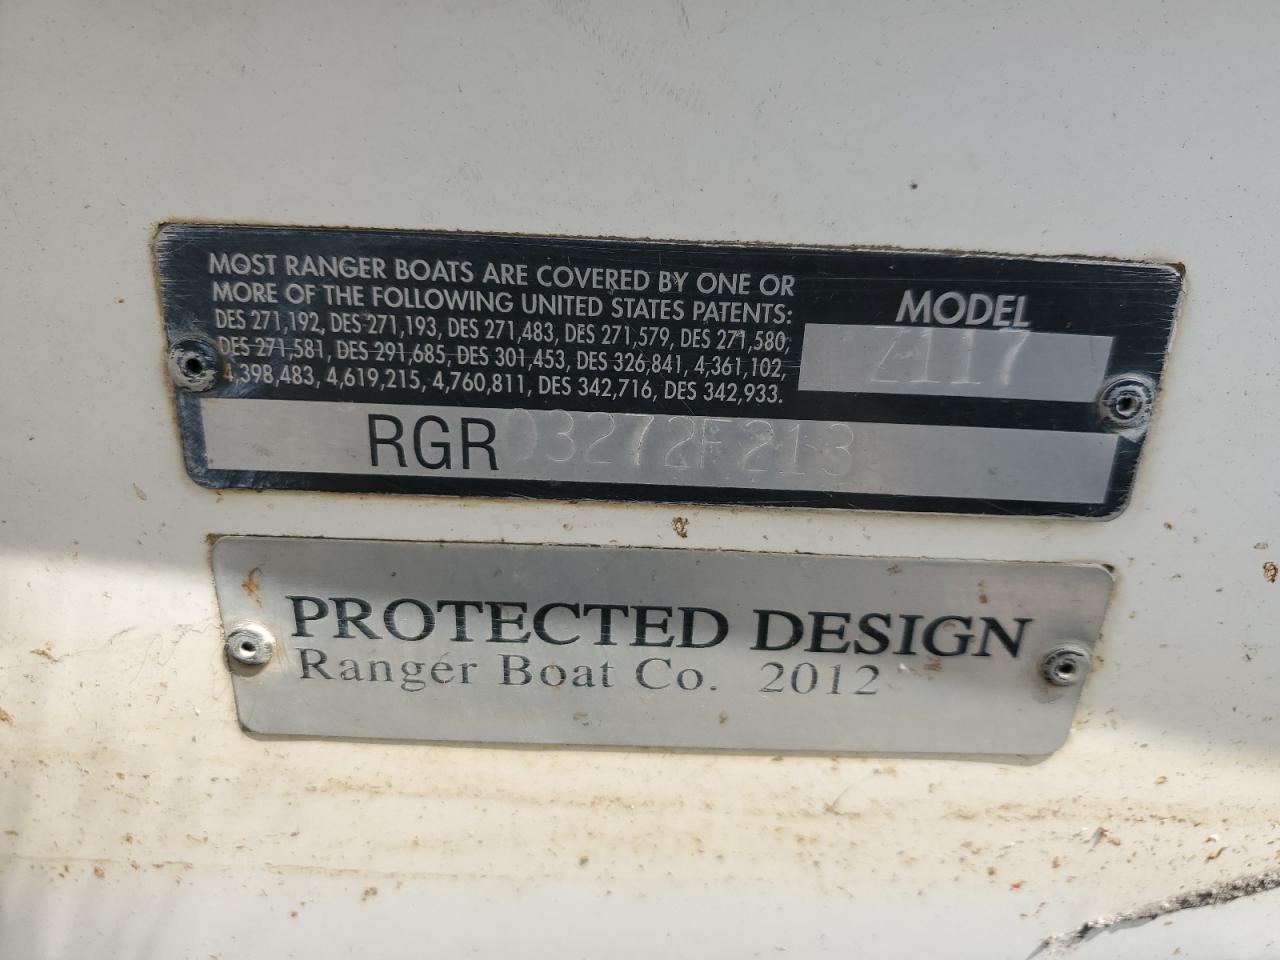 MOST RANGER BOATS ARE COVERED BY ONE OR
MORE OF THE FOLLOWING UNITED STATES PATENTS:
DES 271,192, DES 271,193, DES 271,483, DES 271,579, DES 271,580,
DES 271,581, DES 291,685, DES 301,453, DES 326,841, 4,361,102,
4,398,483, 4,619,215, 4,760,811, DES 342,716, DES 342,933.
MODEL
Z117
RGR03272F213
PROTECTED DESIGN
Ranger Boat Co. 2012